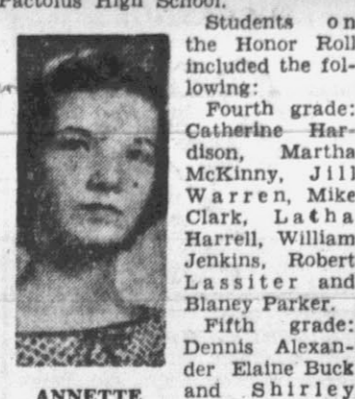 Pactolus High School.
Students on
the Honor Roll
included the fol-
lowing:
Fourth grade:
Catherine Har-
dison, Martha
McKinny, Jill
Warren, Mike
Clark, Latha
Harrell, William
Jenkins, Robert
Lassiter and
Blaney Parker.
Fifth grade:
Dennis Alexan-
der Elaine Buck
and Shirley
ANNETTE